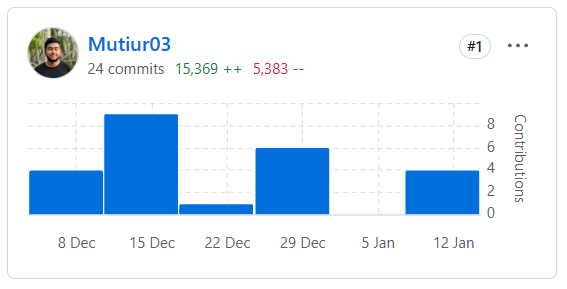 Mutiur03
#1
24 commits 15,369 ++ 5,383 --
8
6
4
2
0
Contributions
8 Dec 15 Dec 22 Dec 29 Dec 5 Jan 12 Jan